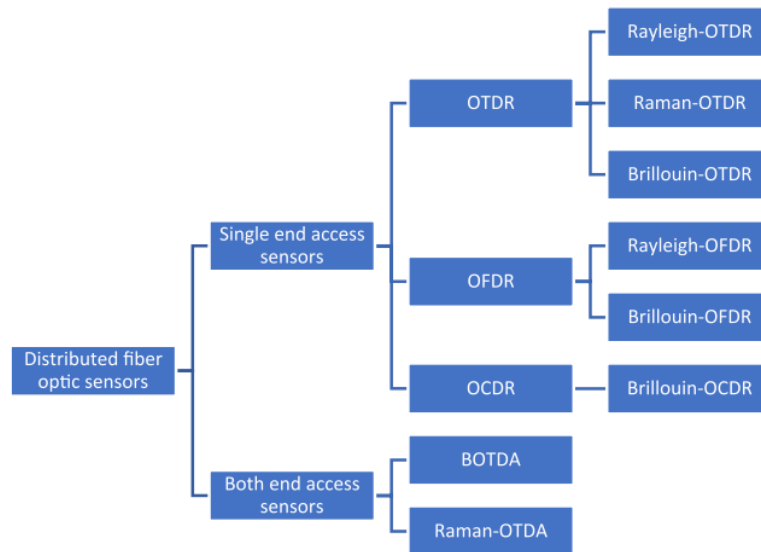 Distributed fiber
optic sensors
Single end access
sensors
OTDR
Rayleigh-OTDR
Raman-OTDR
Brillouin-OTDR
OFDR
Rayleigh-OFDR
Brillouin-OFDR
OCDR
Brillouin-OCDR
Both end access
sensors
BOTDA
Raman-OTDA